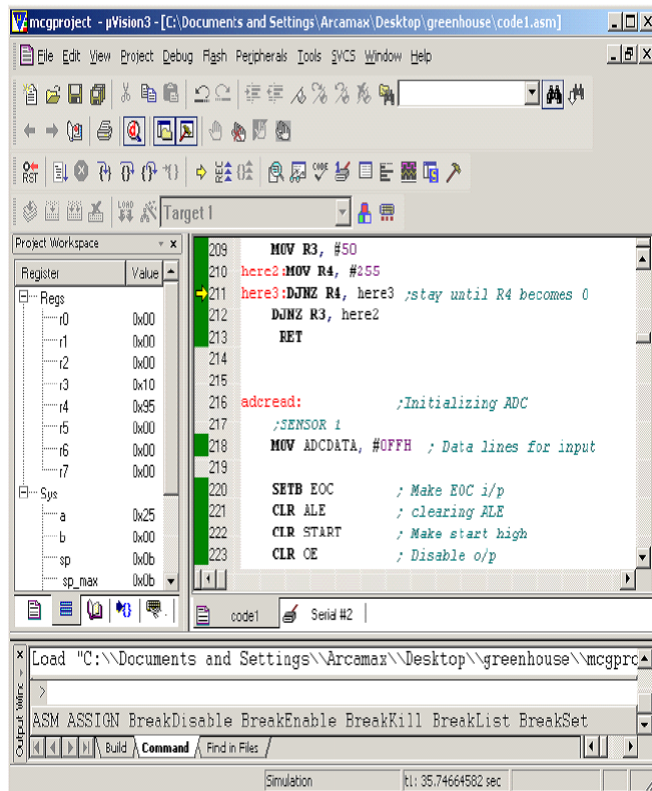 mcgproject - µVision3 - [C:\Documents and Settings\Arcamax\Desktop\greenhouse\code1.asm]
File Edit View Project Debug Flash Peripherals Tools SVCS Window Help
RST CODE
LOAD Target 1
Project Workspace
Register Value
Regs
r0 0x00
r1 0x00
r2 0x00
r3 0x10
r4 0x95
r5 0x00
r6 0x00
r7 0x00
Sys
a 0x25
b 0x00
sp 0x0b
sp_max 0x0b
209 MOV R3, #50
210 here2:MOV R4, #255
211 here3:DJNZ R4, here3 ;stay until R4 becomes 0
212 DJNZ R3, here2
213 RET
214
215
216 adcread: ;Initializing ADC
217 ;SENSOR 1
218 MOV ADCDATA, #0FFH ; Data lines for input
219
220 SETB EOC ; Make EOC i/p
221 CLR ALE ; clearing ALE
222 CLR START ; Make start high
223 CLR OE ; Disable o/p
code1 Serial #2
Load "C:\\Documents and Settings\\Arcamax\\Desktop\\greenhouse\\mcgprc
>
ASM ASSIGN BreakDisable BreakEnable BreakKill BreakList BreakSet
Output Winc
Build Command Find in Files
Simulation t1: 35.74664582 sec